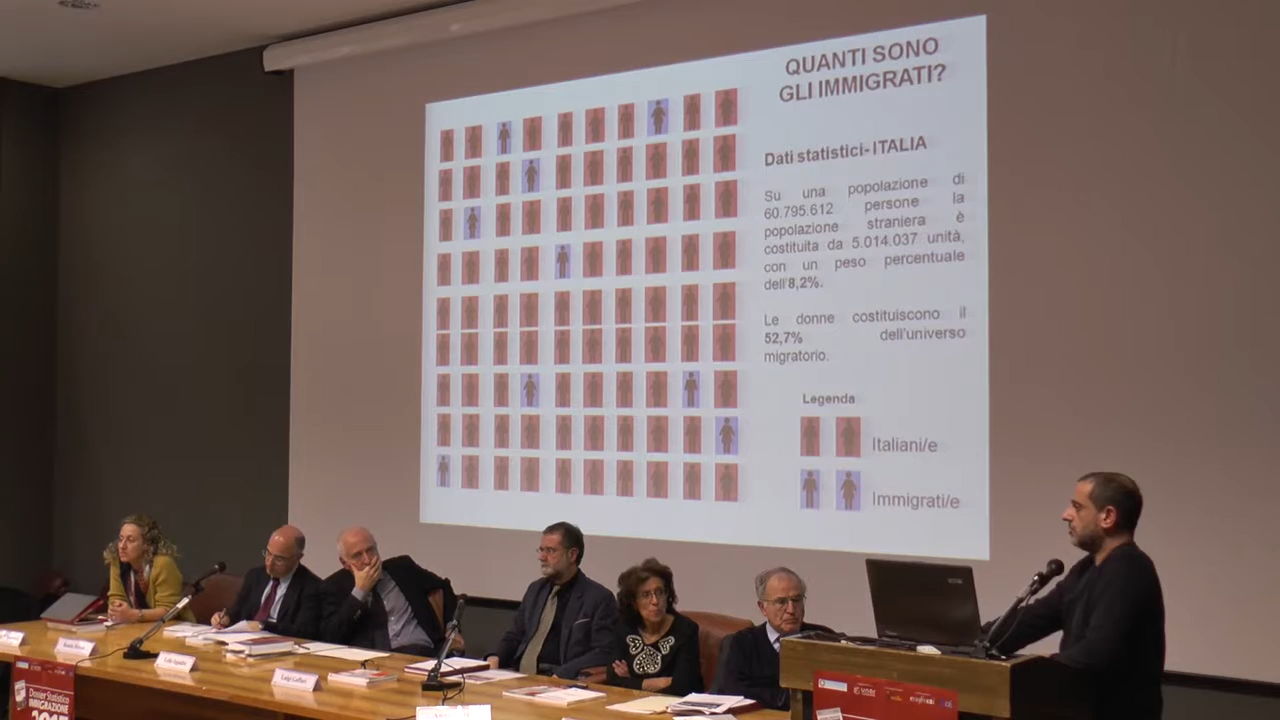 QUANTI SONO
GLI IMMIGRATI?
Dati statistici- ITALIA
Su una popolazione di
60.795.612 persone la
popolazione straniera è
costituita da 5.014.037 unità,
con un peso percentuale
dell'8,2%.
Le donne costituiscono il
52,7% dell'universo
migratorio.
Legenda
Italiani/e
Immigrati/e
Luigi Gaffuri
Dossier Statistico
IMMIGRAZIONE